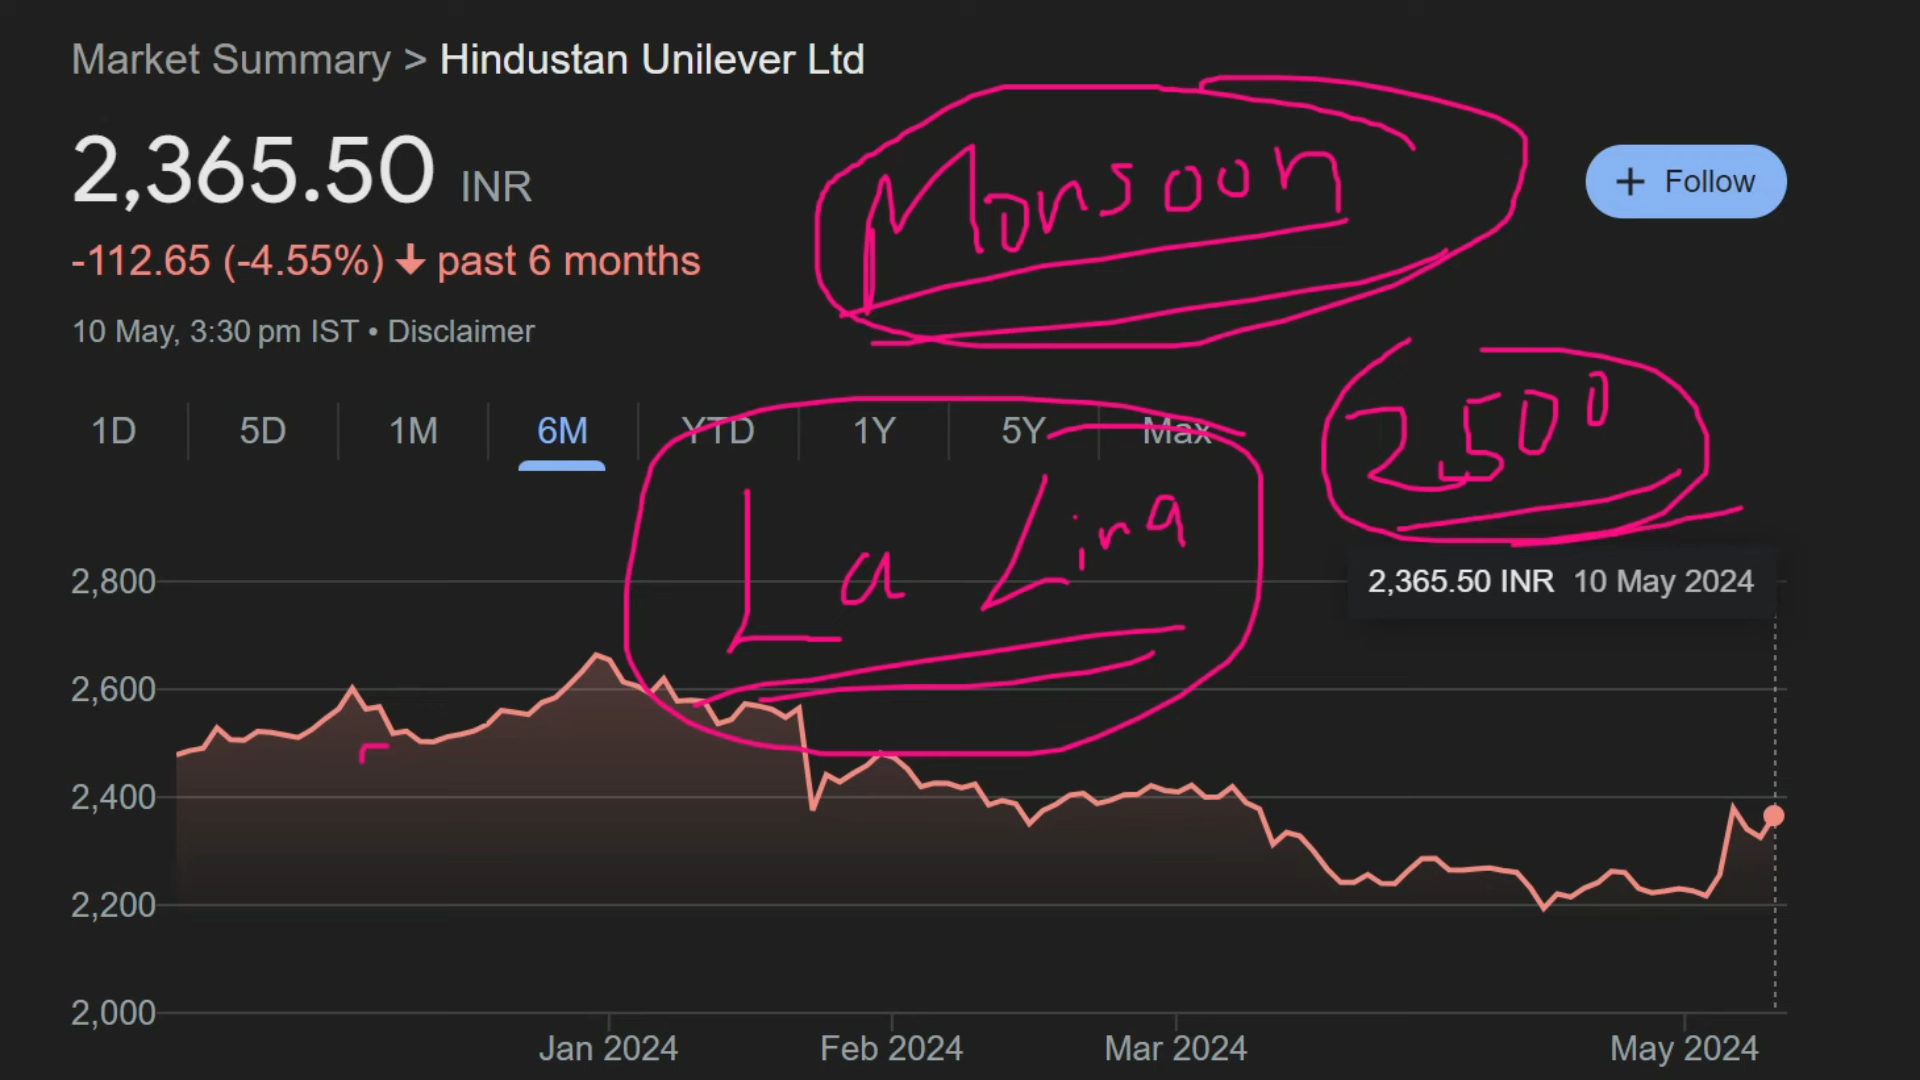 Market Summary > Hindustan Unilever Ltd
2,365.50 INR
-112.65 (-4.55%) ↓ past 6 months
10 May, 3:30 pm IST • Disclaimer
Monsoon
+ Follow
1D 5D 1M 6M YTD 1Y 5Y Max
2,500
La Lina
2,365.50 INR 10 May 2024
2,800
2,600
2,400
2,200
2,000
Jan 2024 Feb 2024 Mar 2024 May 2024